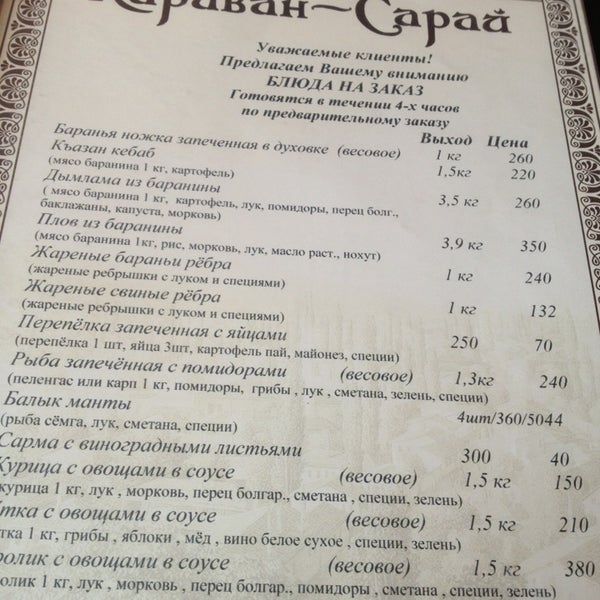 Караван~Сарай
Уважаемые клиенты!
Предлагаем Вашему вниманию
БЛЮДА НА ЗАКАЗ
Готовятся в течении 4-х часов
по предварительному заказу
Выход Цена
Баранья ножка запеченная в духовке (весовое) 1 кг 260
Къазан кебаб 1,5кг 220
(мясо баранина 1 кг, картофель)
Дымлама из баранины 3,5 кг 260
( мясо баранина 1 кг, картофель, лук, помидоры, перец болг.,
баклажаны, капуста, морковь)
Плов из баранины 3,9 кг 350
(мясо баранина 1кг, рис, морковь, лук, масло раст., нохут)
Жареные бараньи рёбра 1 кг 240
(жареные ребрышки с луком и специями)
Жареные свиные рёбра 1 кг 132
(жареные ребрышки с луком и специями)
Перепёлка запеченная с яйцами 250 70
(перепёлка 1 шт, яйца 3шт, картофель пай, майонез, специи)
Рыба запечённая с помидорами (весовое) 1,3кг 240
(пеленгас или карп 1 кг, помидоры, грибы , лук , сметана, зелень, специи)
Балык манты 4шт/360/5044
(рыба сёмга, лук, сметана, специи)
Сарма с виноградными листьями 300 40
Курица с овощами в соусе (весовое) 1,5 кг 150
курица 1 кг, лук , морковь, перец болгар., сметана , специи, зелень)
тка с овощами в соусе (весовое) 1,5 кг 210
тка 1 кг, грибы , яблоки , мёд , вино белое сухое , специи, зелень)
олик с овощами в соусе (весовое) 1,5 кг 380
олик 1 кг, лук , морковь , перец болгар., помидоры , сметана , специи, зелень)